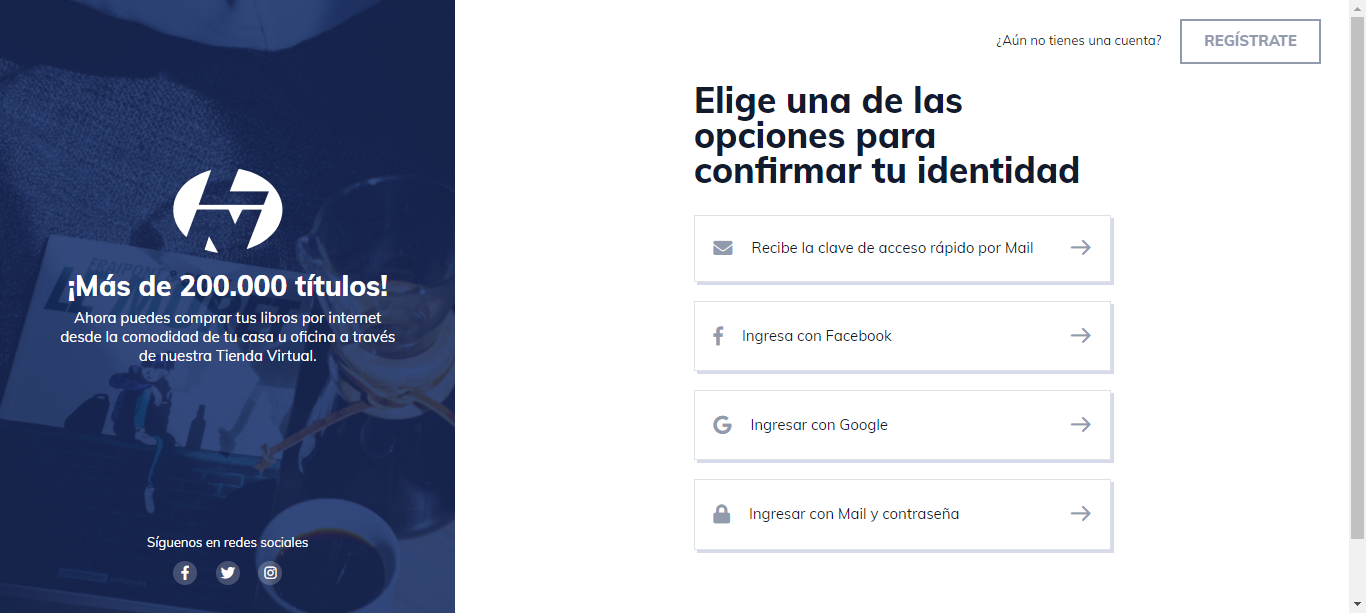 ¿Aún no tienes una cuenta?
REGÍSTRATE
Elige una de las
opciones para
confirmar tu identidad
Recibe la clave de acceso rápido por Mail
Ingresa con Facebook
Ingresar con Google
Ingresar con Mail y contraseña
¡Más de 200.000 títulos!
Ahora puedes comprar tus libros por internet
desde la comodidad de tu casa u oficina a través
de nuestra Tienda Virtual.
Síguenos en redes sociales